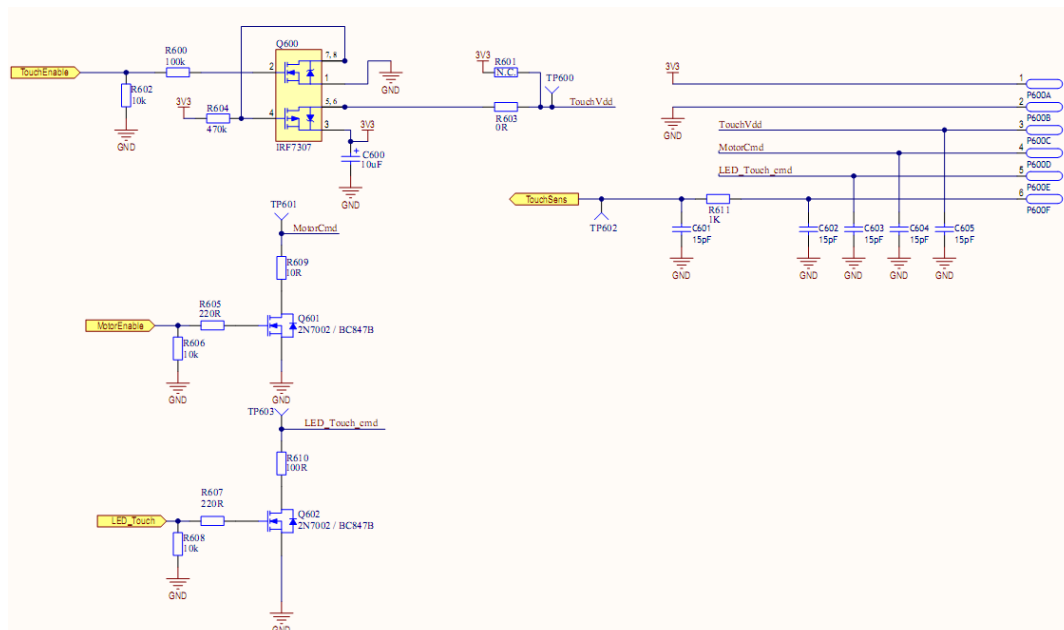 Q600
R600
100k
7, 8
TouchEnable
2
1
R602
10k
GND
3V3
R604
470k
4
5, 6
3
IRF7307
GND
3V3
C600
10uF
GND
GND
3V3
R601
N.C.
TP600
R603
0R
TouchVdd
3V3
1
P600A
2
P600B
GND
TouchVdd
3
P600C
MotorCmd
4
P600D
LED_Touch_cmd
5
P600E
TouchSens
6
P600F
R611
1K
TP602
C601
15pF
C602
15pF
C603
15pF
C604
15pF
C605
15pF
GND
GND
GND
GND
GND
TP601
MotorCmd
R609
10R
R605
220R
Q601
2N7002 / BC847B
MotorEnable
R606
10k
GND
GND
TP603
LED_Touch_cmd
R610
100R
R607
220R
Q602
2N7002 / BC847B
LED_Touch
R608
10k
GND
GND